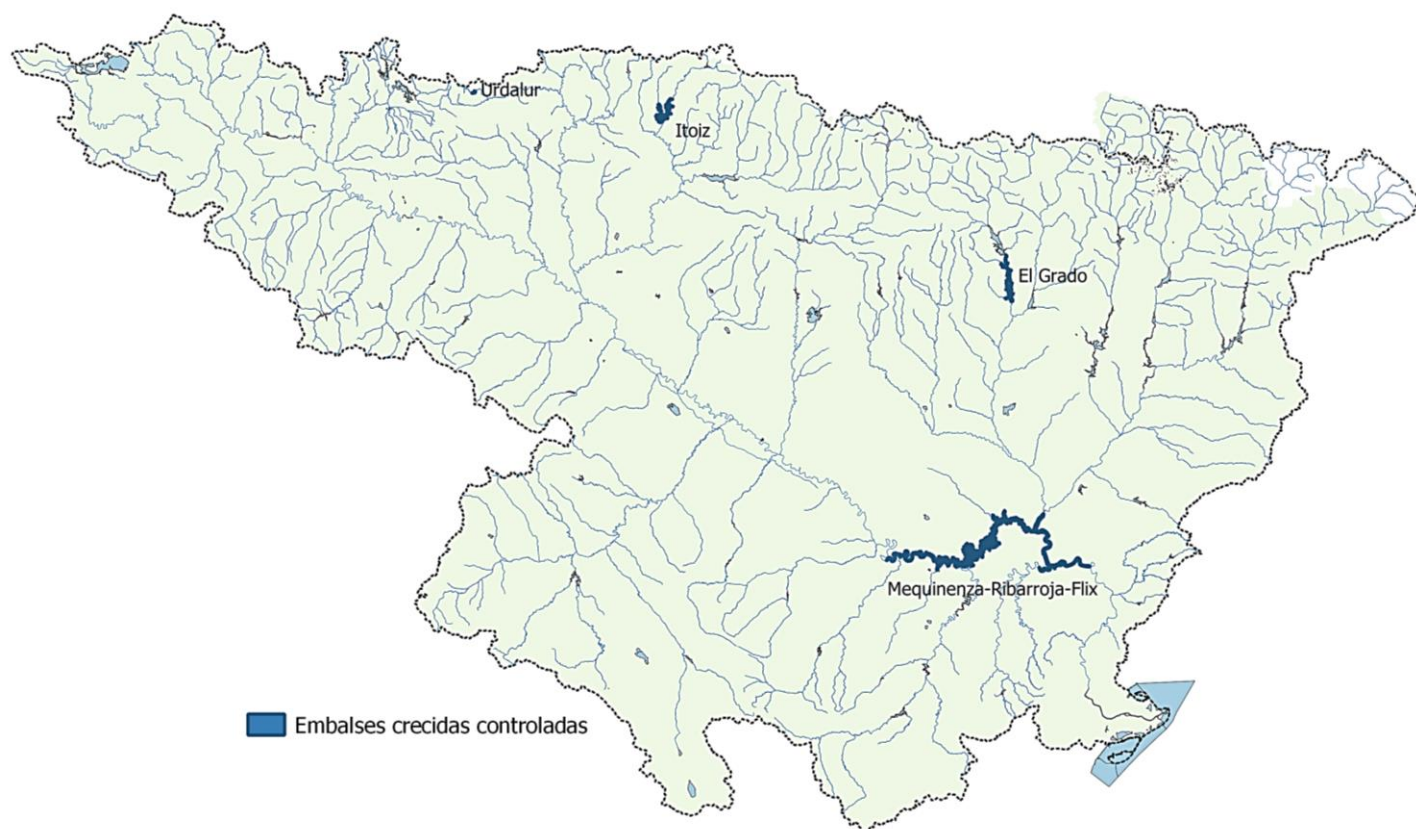 Urdalur
Itoiz
El Grado
Mequinenza-Ribarroja-Flix
Embalses crecidas controladas